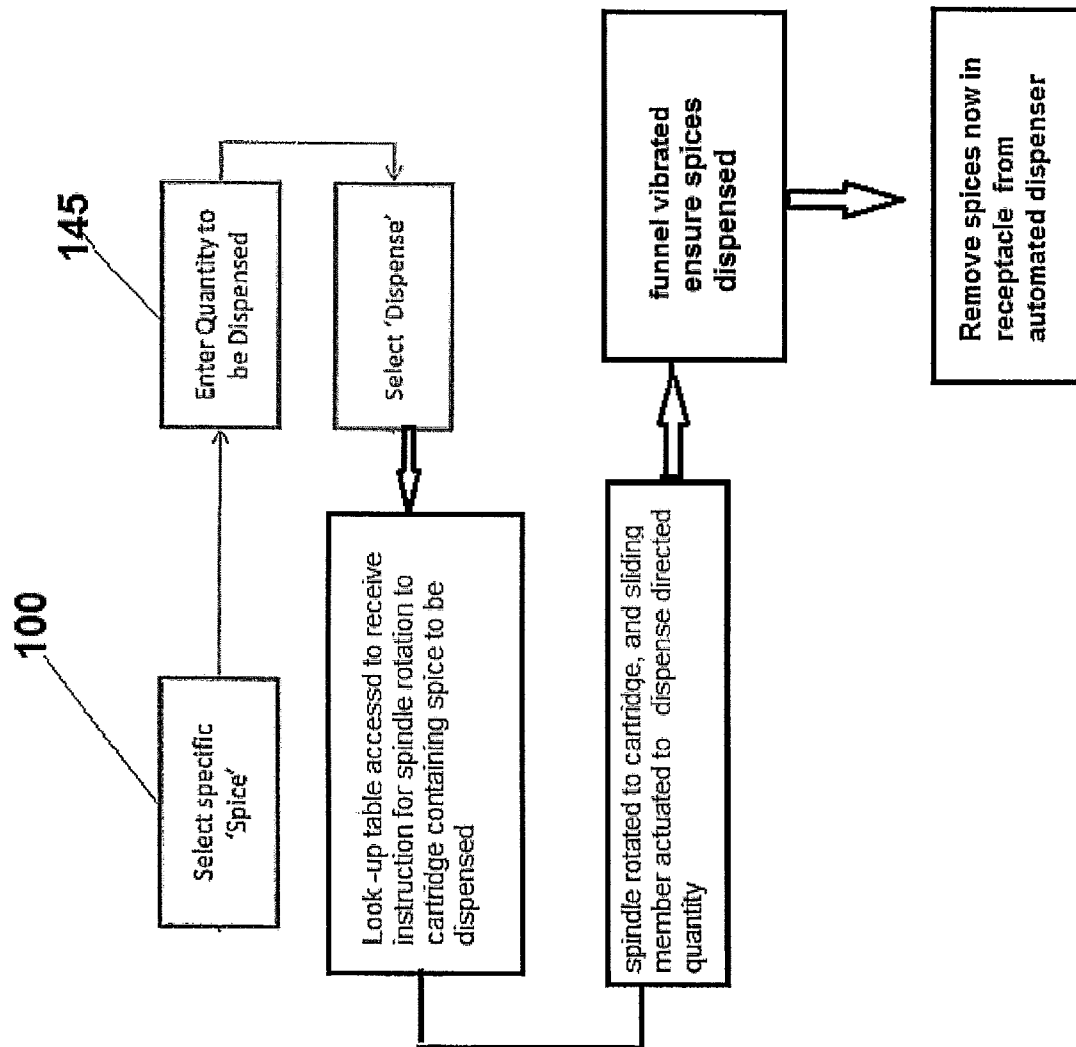 100
Select specific
'Spice'
145
Enter Quantity to
be Dispensed
Select 'Dispense'
Look-up table accessd to receive
instruction for spindle rotation to
cartridge containing spice to be
dispensed
spindle rotated to cartridge, and sliding
member actuated to dispense directed
quantity
funnel vibrated
ensure spices
dispensed
Remove spices now in
receptacle from
automated dispenser